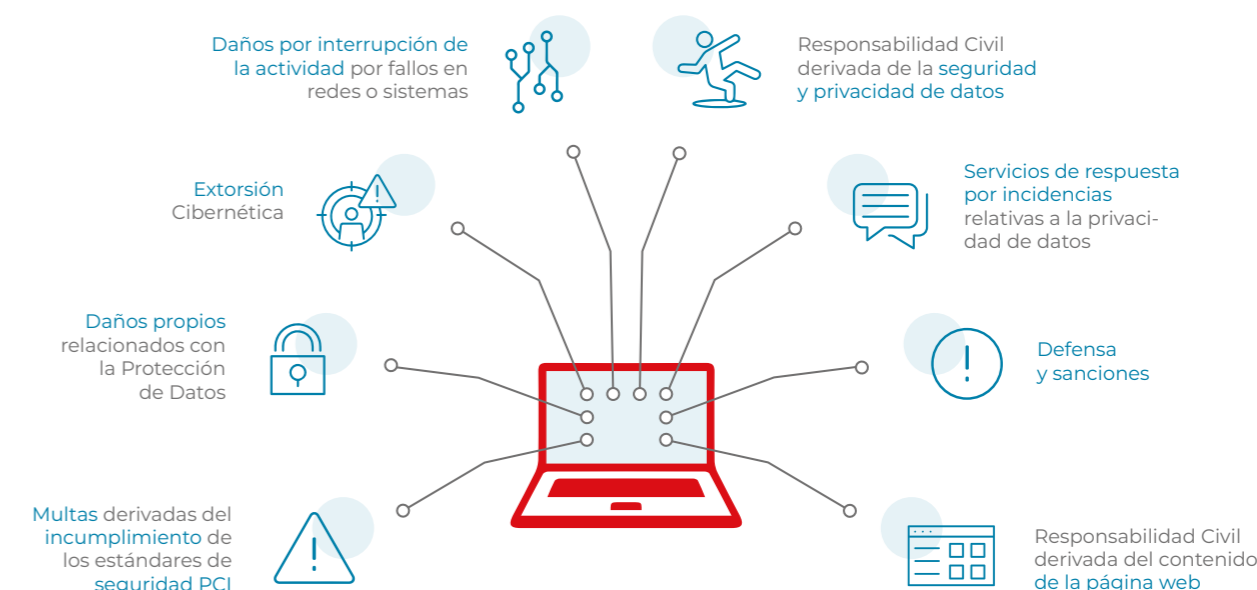 Daños por interrupción de
la actividad por fallos en
redes o sistemas
Responsabilidad Civil
derivada de la seguridad
y privacidad de datos
Extorsión
Cibernética
Servicios de respuesta
por incidencias
relativas a la privaci-
dad de datos
Daños propios
relacionados con
la Protección
de Datos
Defensa
y sanciones
Multas derivadas del
incumplimiento de
los estándares de
seguridad PCI
Responsabilidad Civil
derivada del contenido
de la página web